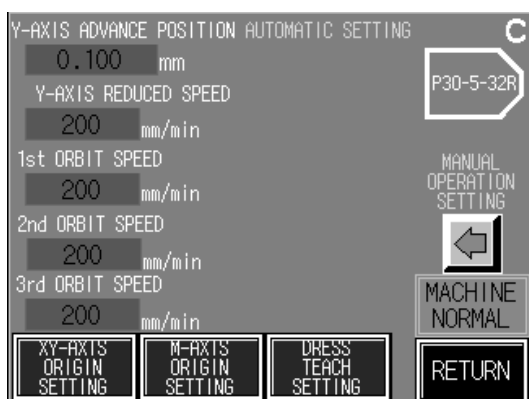 Y-AXIS ADVANCE POSITION AUTOMATIC SETTING C
0.100 mm
P30-5-32R
Y-AXIS REDUCED SPEED
200 mm/min
1st ORBIT SPEED
200 mm/min
MANUAL
OPERATION
SETTING
2nd ORBIT SPEED
200 mm/min
3rd ORBIT SPEED
200 mm/min
MACHINE
NORMAL
XY-AXIS
ORIGIN
SETTING
M-AXIS
ORIGIN
SETTING
DRESS
TEACH
SETTING
RETURN